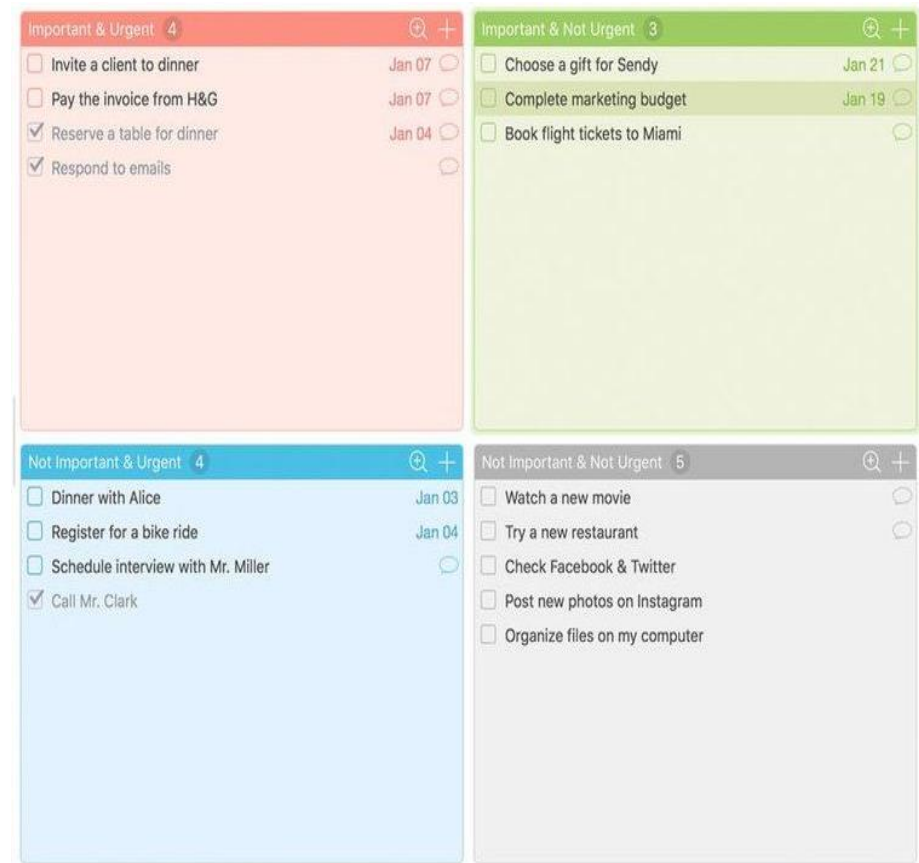 Important & Urgent 4
Invite a client to dinner Jan 07
Pay the invoice from H&G Jan 07
Reserve a table for dinner Jan 04
Respond to emails
Important & Not Urgent 3
Choose a gift for Sendy Jan 21
Complete marketing budget Jan 19
Book flight tickets to Miami
Not Important & Urgent 4
Dinner with Alice Jan 03
Register for a bike ride Jan 04
Schedule interview with Mr. Miller
Call Mr. Clark
Not Important & Not Urgent 5
Watch a new movie
Try a new restaurant
Check Facebook & Twitter
Post new photos on Instagram
Organize files on my computer